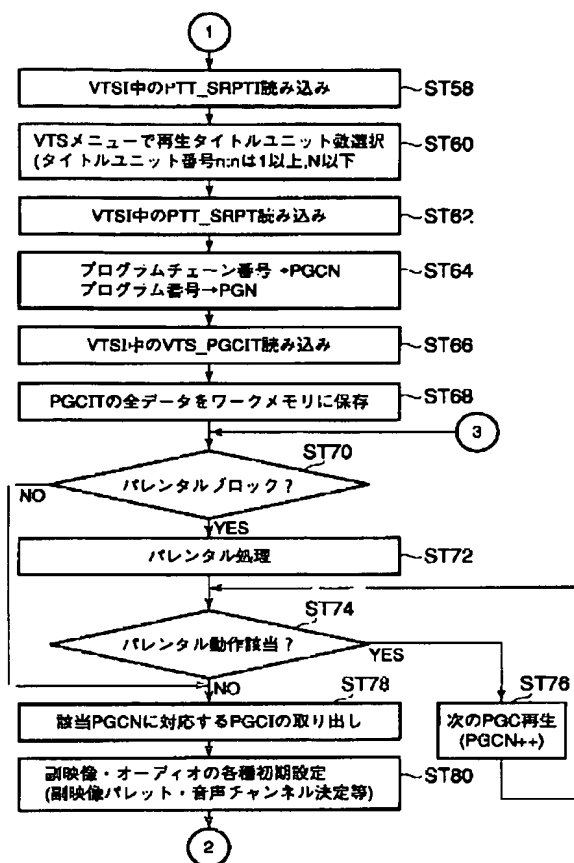 1
VTSI中のPTT_SRPTI読み込み
ST58
VTSメニューで再生タイトルユニット数選択
(タイトルユニット番号n:nは1以上,N以下
ST60
VTSI中のPTT_SRPT読み込み
ST62
プログラムチェーン番号→PGCN
プログラム番号→PGN
ST64
VTSI中のVTS_PGCIT読み込み
ST66
PGCITの全データをワークメモリに保存
ST68
3
ST70
パレンタルブロック?
NO
YES
パレンタル処理
ST72
ST74
パレンタル動作該当?
YES
NO
ST76
次のPGC再生
(PGCN++)
ST78
該当PGCNに対応するPGCIの取り出し
副映像・オーディオの各種初期設定
(副映像パレット・音声チャンネル決定等)
ST80
2